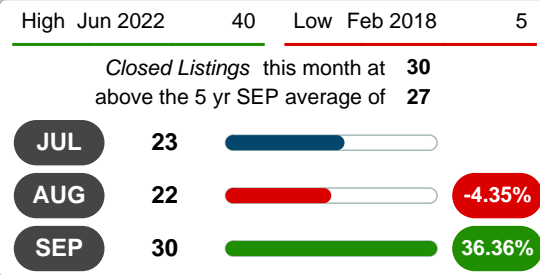 High Jun 2022 40 Low Feb 2018 5
Closed Listings this month at 30
above the 5 yr SEP average of 27
JUL 23
AUG 22 -4.35%
SEP 30 36.36%